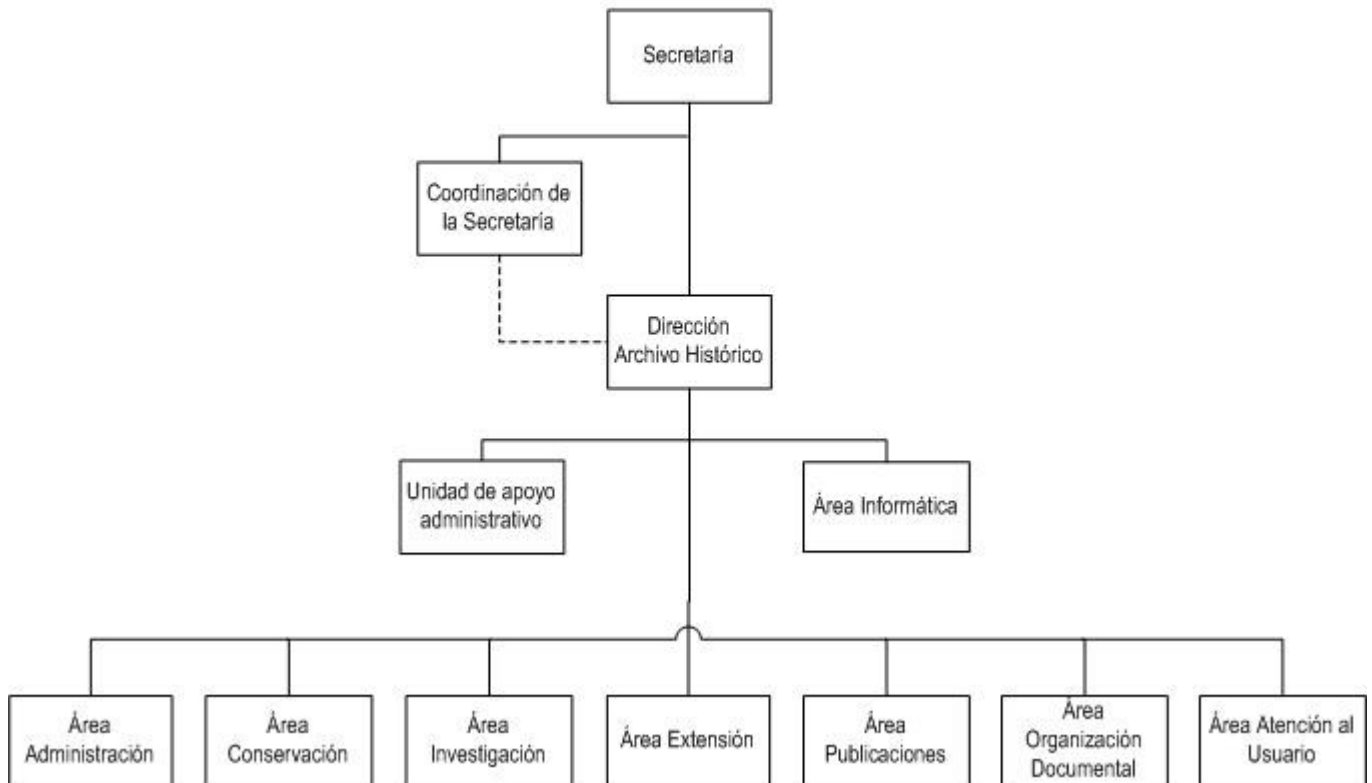 Secretaría
Coordinación de
la Secretaría
Dirección
Archivo Histórico
Unidad de apoyo
administrativo
Área Informática
Área
Administración
Área
Conservación
Área
Investigación
Área Extensión
Área
Publicaciones
Área
Organización
Documental
Área Atención al
Usuario